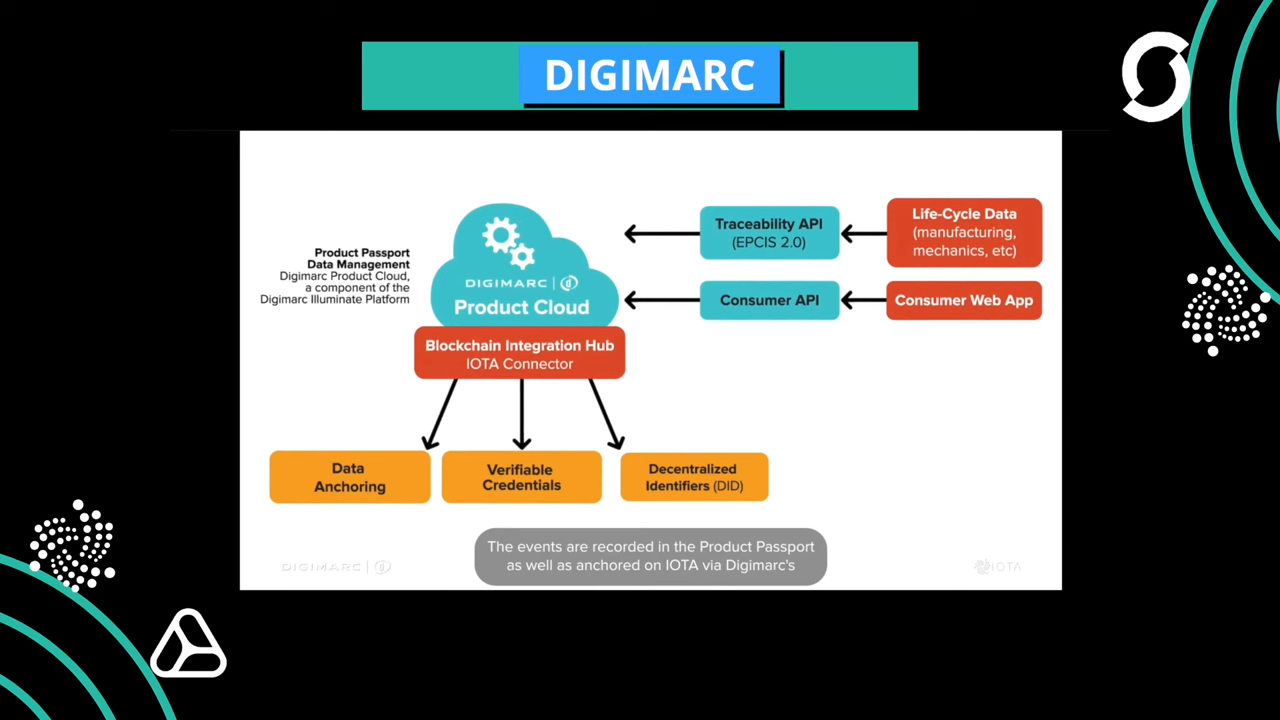 DIGIMARC
Product Passport
Data Management
Digimarc Product Cloud,
a component of the
Digimarc Illuminate Platform
DIGIMARC
Product Cloud
Blockchain Integration Hub
IOTA Connector
Traceability API
(EPCIS 2.0)
Life-Cycle Data
(manufacturing,
mechanics, etc)
Consumer API
Consumer Web App
Data
Anchoring
Verifiable
Credentials
Decentralized
Identifiers (DID)
The events are recorded in the Product Passport
as well as anchored on IOTA via Digimarc's
DIGIMARC
IOTA